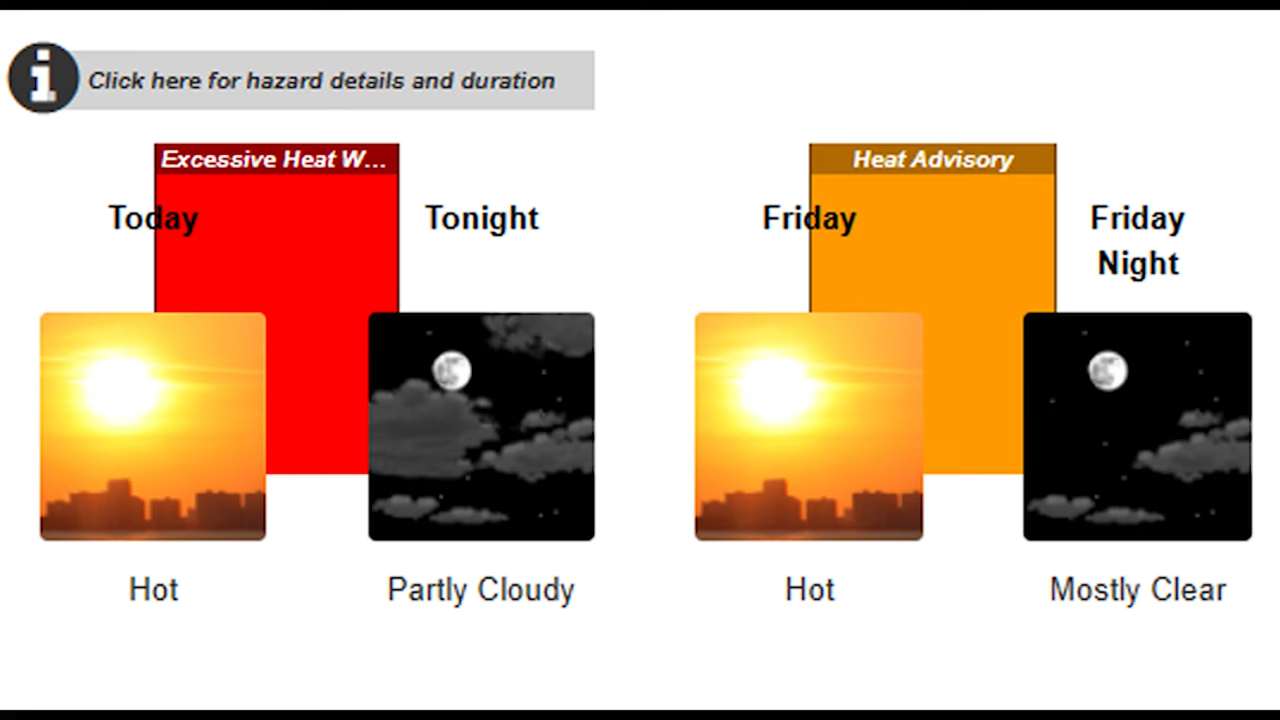 Click here for hazard details and duration
Excessive Heat W...
Heat Advisory
Today
Tonight
Friday
Friday
Night
Hot
Partly Cloudy
Hot
Mostly Clear